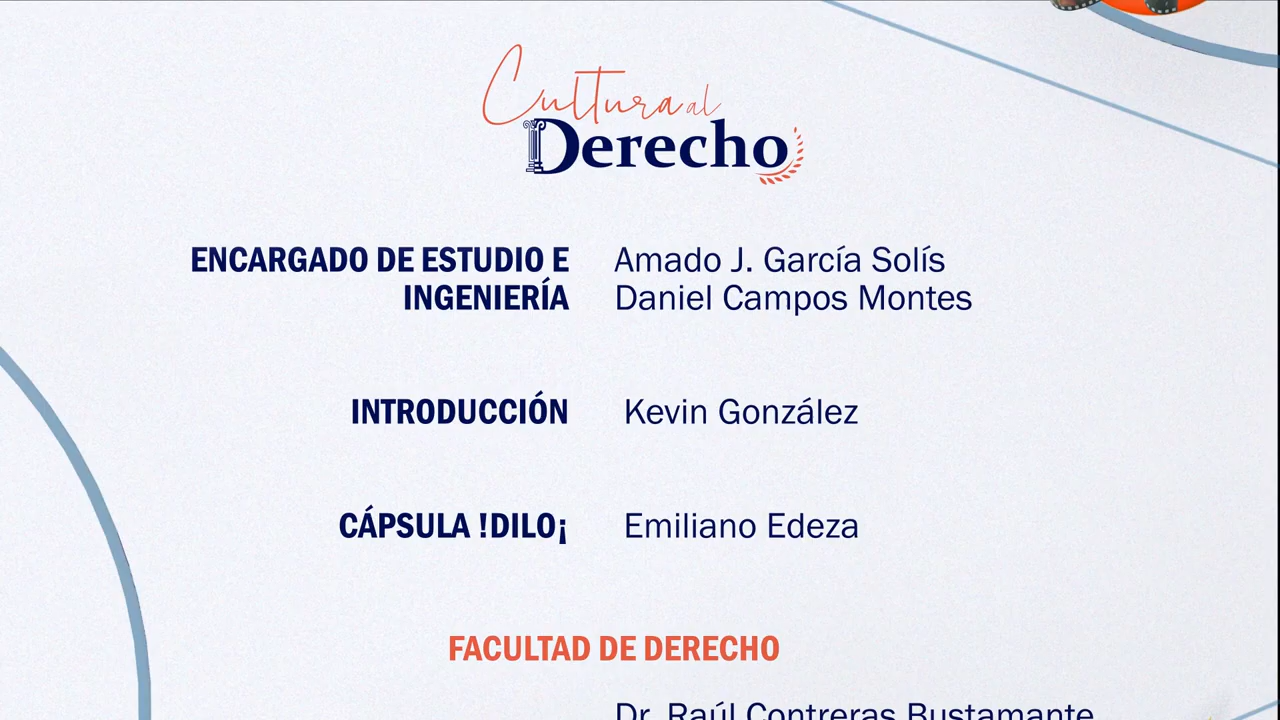 Cultura al
Derecho
ENCARGADO DE ESTUDIO E Amado J. García Solís
INGENIERÍA Daniel Campos Montes
INTRODUCCIÓN Kevin González
CÁPSULA !DILO¡ Emiliano Edeza
FACULTAD DE DERECHO
Dr. Raúl Contreras Bustamante